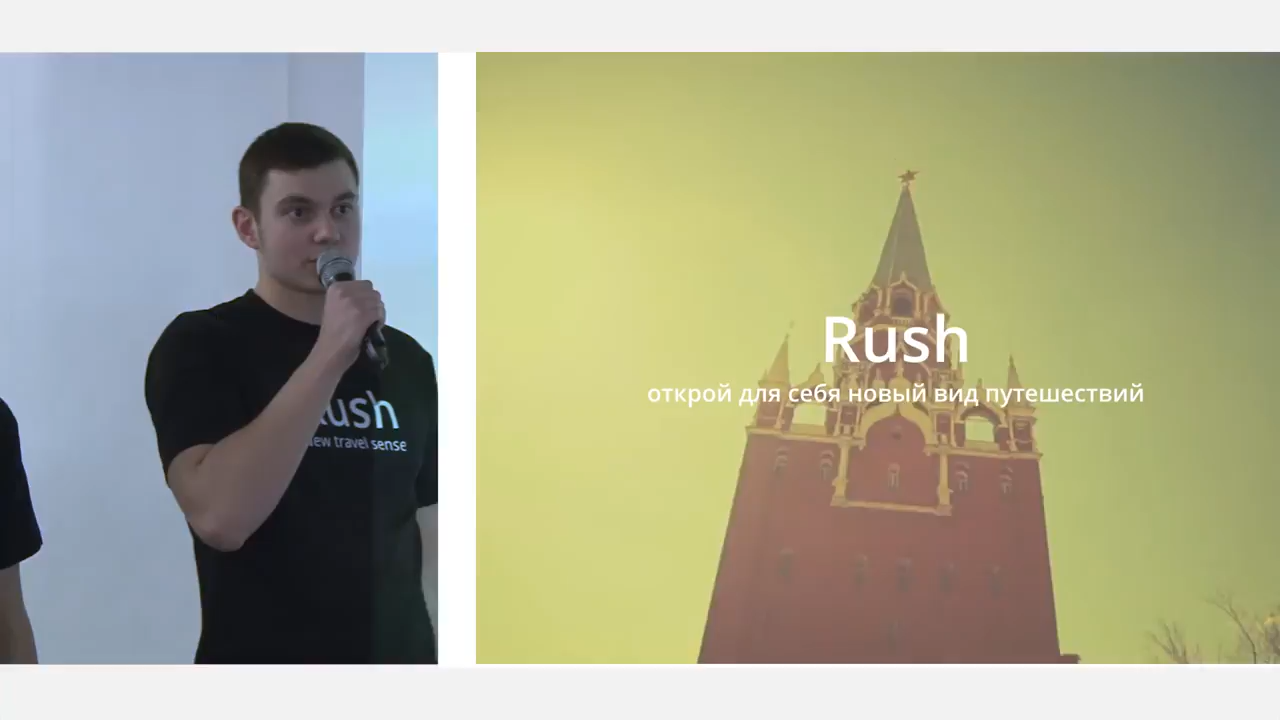 ush
ew travel sense
Rush
открой для себя новый вид путешествий